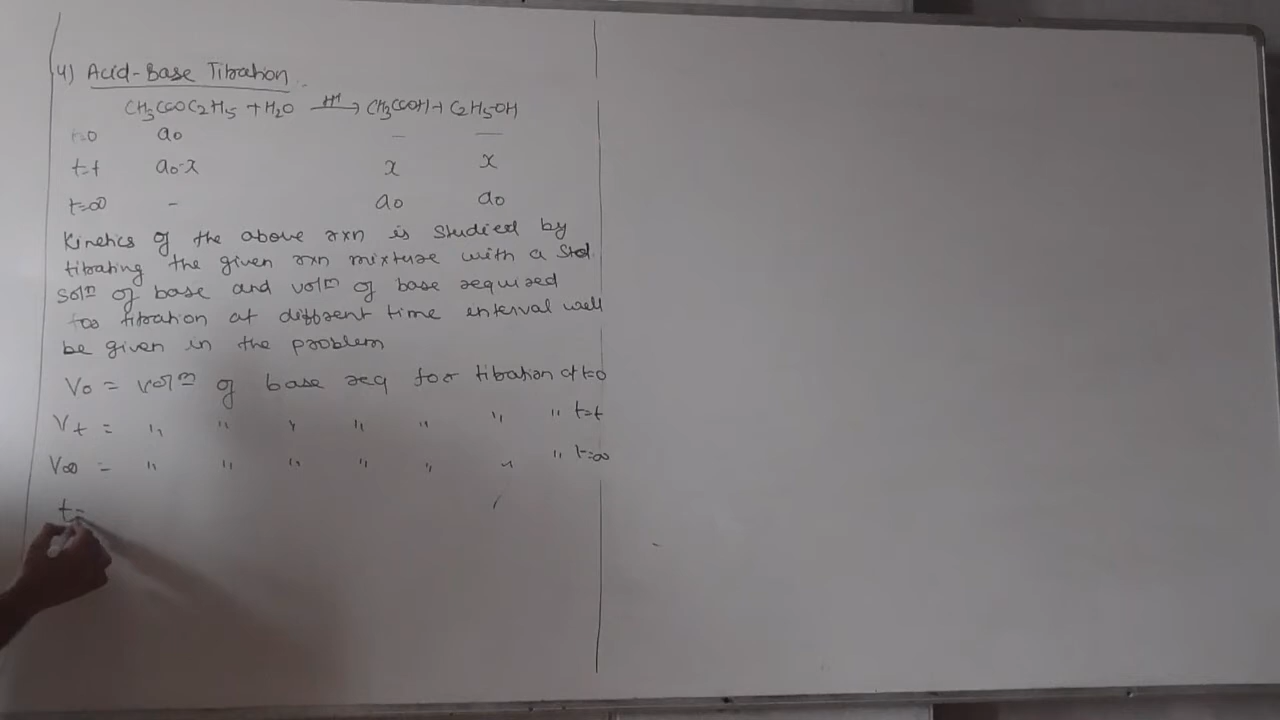 4) Acid-Base Titration
CH3COOC2H5 + H2O H+ → CH3COOH + C2H5OH
t=0 a0 — —
t=t a0-x x x
t=∞ - a0 a0
Kinetics of the above rxn is studied by
titrating the given rxn mixture with a std.
solm of base and volm of base required
for titration at different time interval will
be given in the problem
V0 = volm of base req for titration at t=0
Vt = " " " " " " " t=t
V∞ = " " " " " " " t=∞
t=